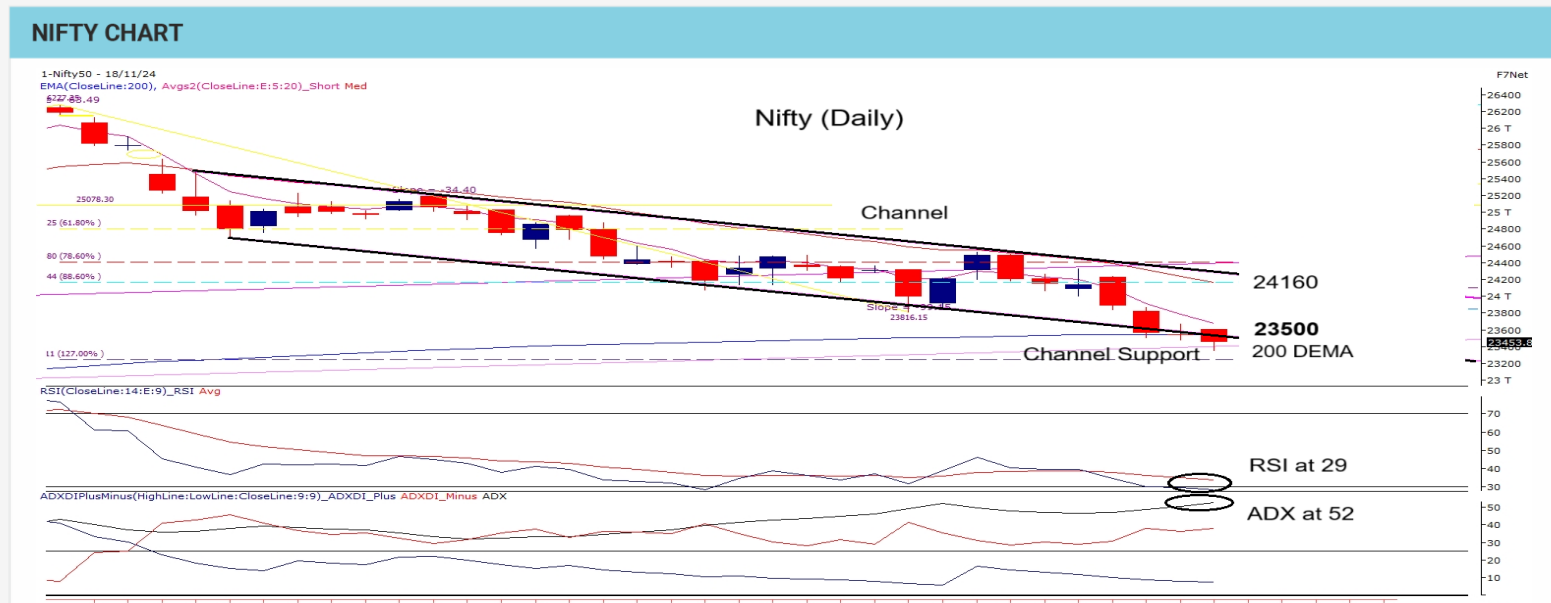 NIFTY CHART
1-Nifty50 - 18/11/24
F7Net
EMA(CloseLine:200), Avgs2(CloseLine:E:5:20)_Short Med
Nifty (Daily)
26400
26200
26 T
25800
25600
25400
25200
25 T
24800
24600
24400
24200
24 T
23800
23600
23453.8
23200
23 T
25078.30
-34.40
Channel
25 (61.80% )
80 (78.60% )
44 (88.60% )
24160
Slope =
23816.15
23500
Channel Support
200 DEMA
11 (127.00% )
RSI(CloseLine:14:E:9)_RSI Avg
70
60
50
40
30
RSI at 29
ADXDIPlusMinus(HighLine:LowLine:CloseLine:9:9)_ADXDI_Plus ADXDI_Minus ADX
50
40
30
20
10
ADX at 52